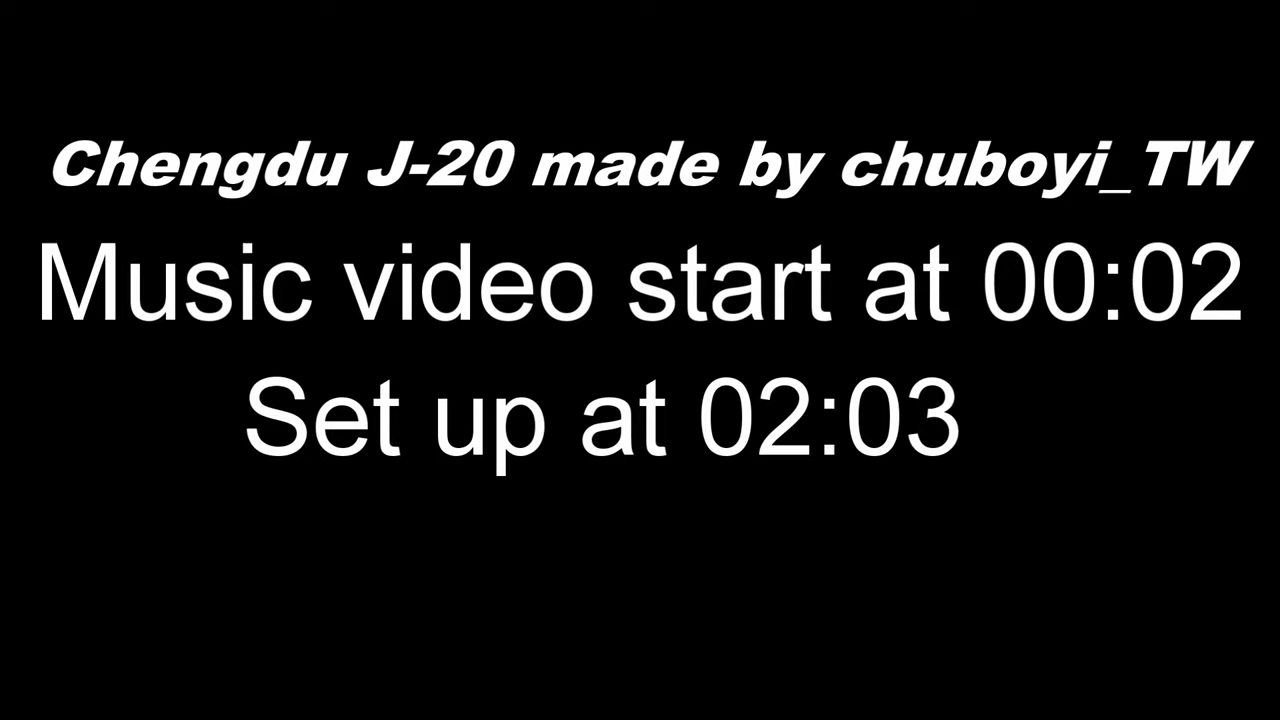 Chengdu J-20 made by chuboyi_TW
Music video start at 00:02
Set up at 02:03